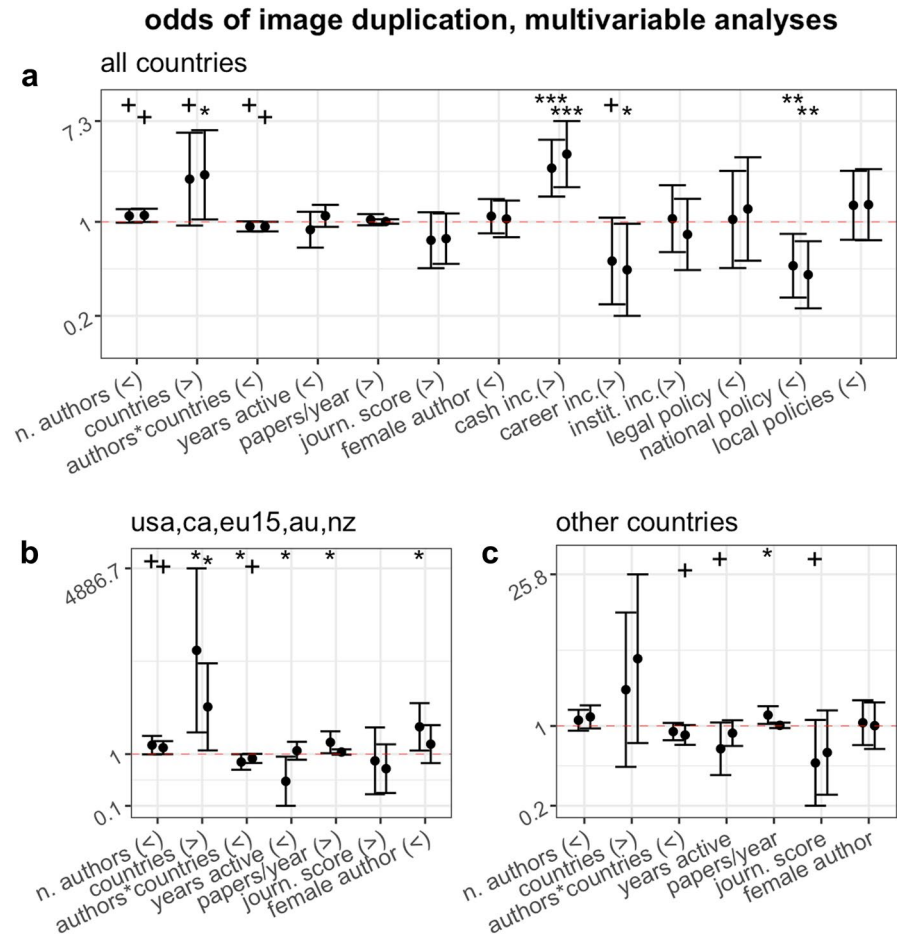 odds of image duplication, multivariable analyses
a
all countries
+ + + * + + *** *** + * ** **
7.3
1
0.2
n. authors (<)
countries (>)
authors*countries (<)
years active (<)
papers/year (>)
journ. score (>)
female author (<)
cash inc.(>)
career inc.(>)
instit. inc.(>)
legal policy (<)
national policy (<)
local policies (<)
b
usa,ca,eu15,au,nz
+ + * * * + * * *
4886.7
1
0.1
n. authors (<)
countries (>)
authors*countries (<)
years active (<)
papers/year (>)
journ. score (>)
female author (<)
c
other countries
+ + * +
25.8
1
0.2
n. authors (<)
countries (>)
authors*countries (<)
years active
papers/year
journ. score
female author